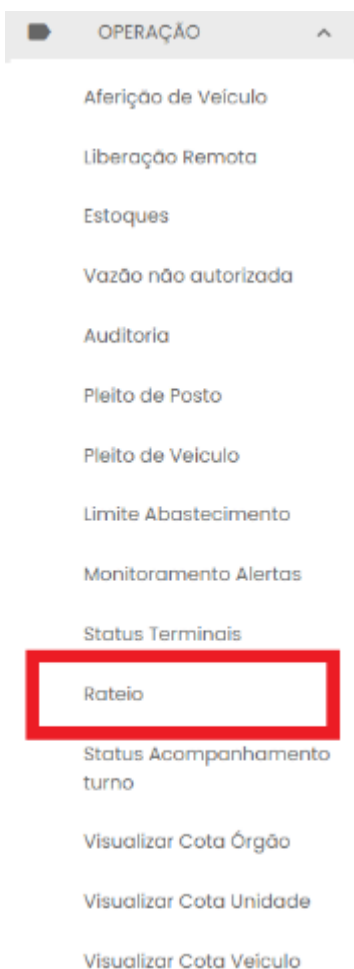 OPERAÇÃO
Aferição de Veículo
Liberação Remota
Estoques
Vazão não autorizada
Auditoria
Pleito de Posto
Pleito de Veiculo
Limite Abastecimento
Monitoramento Alertas
Status Terminais
Rateio
Status Acompanhamento
turno
Visualizar Cota Órgão
Visualizar Cota Unidade
Visualizar Cota Veiculo